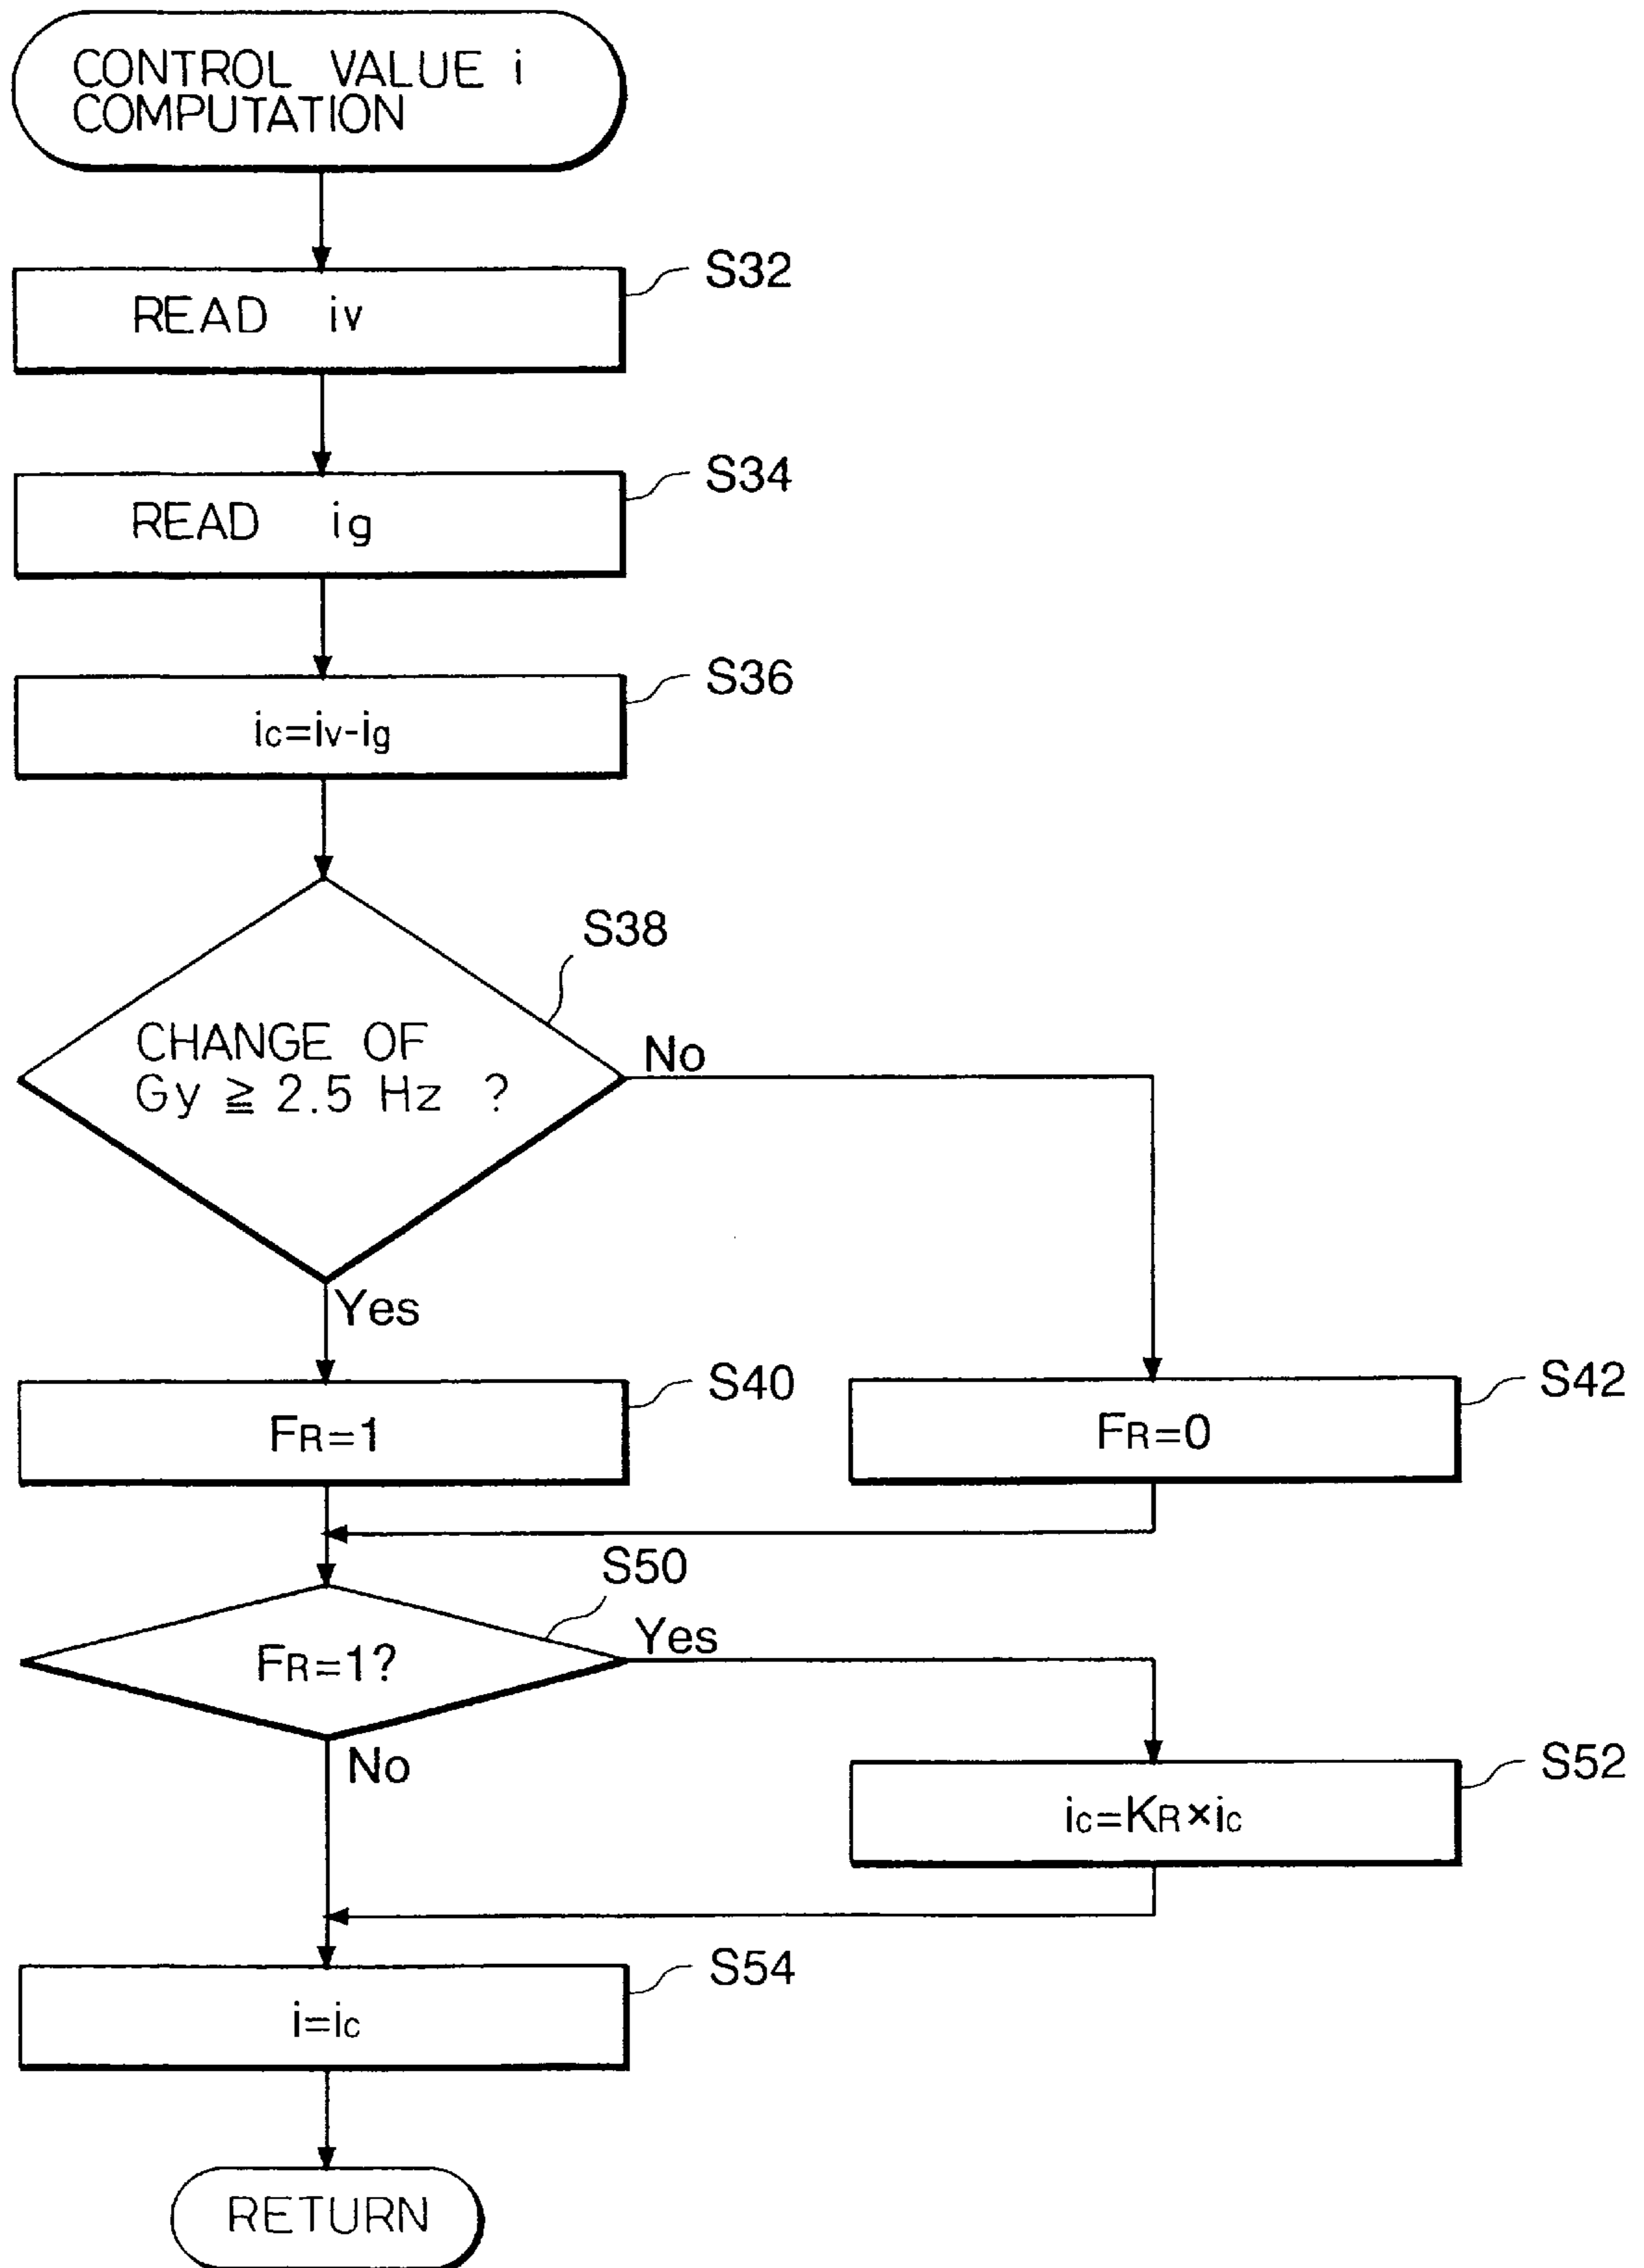 CONTROL VALUE i
COMPUTATION
S32
READ iv
S34
READ ig
S36
ic=iv-ig
S38
CHANGE OF
Gy ≧ 2.5 Hz ?
No
Yes
S40
FR=1
S42
FR=0
S50
FR=1?
Yes
No
S52
ic=KR×ic
S54
i=ic
RETURN